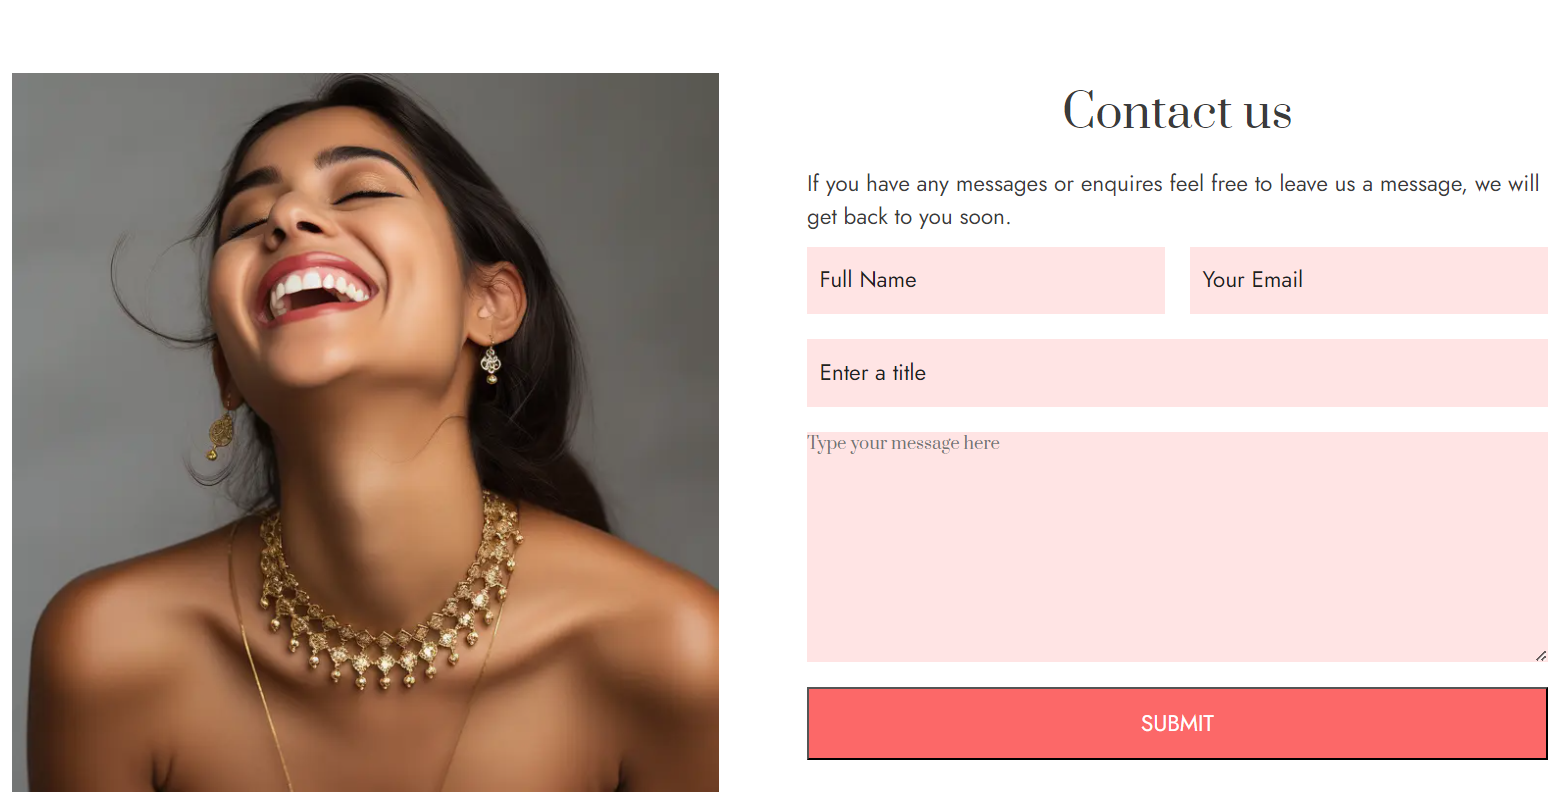 Contact us
If you have any messages or enquires feel free to leave us a message, we will
get back to you soon.
Full Name
Your Email
Enter a title
Type your message here
SUBMIT